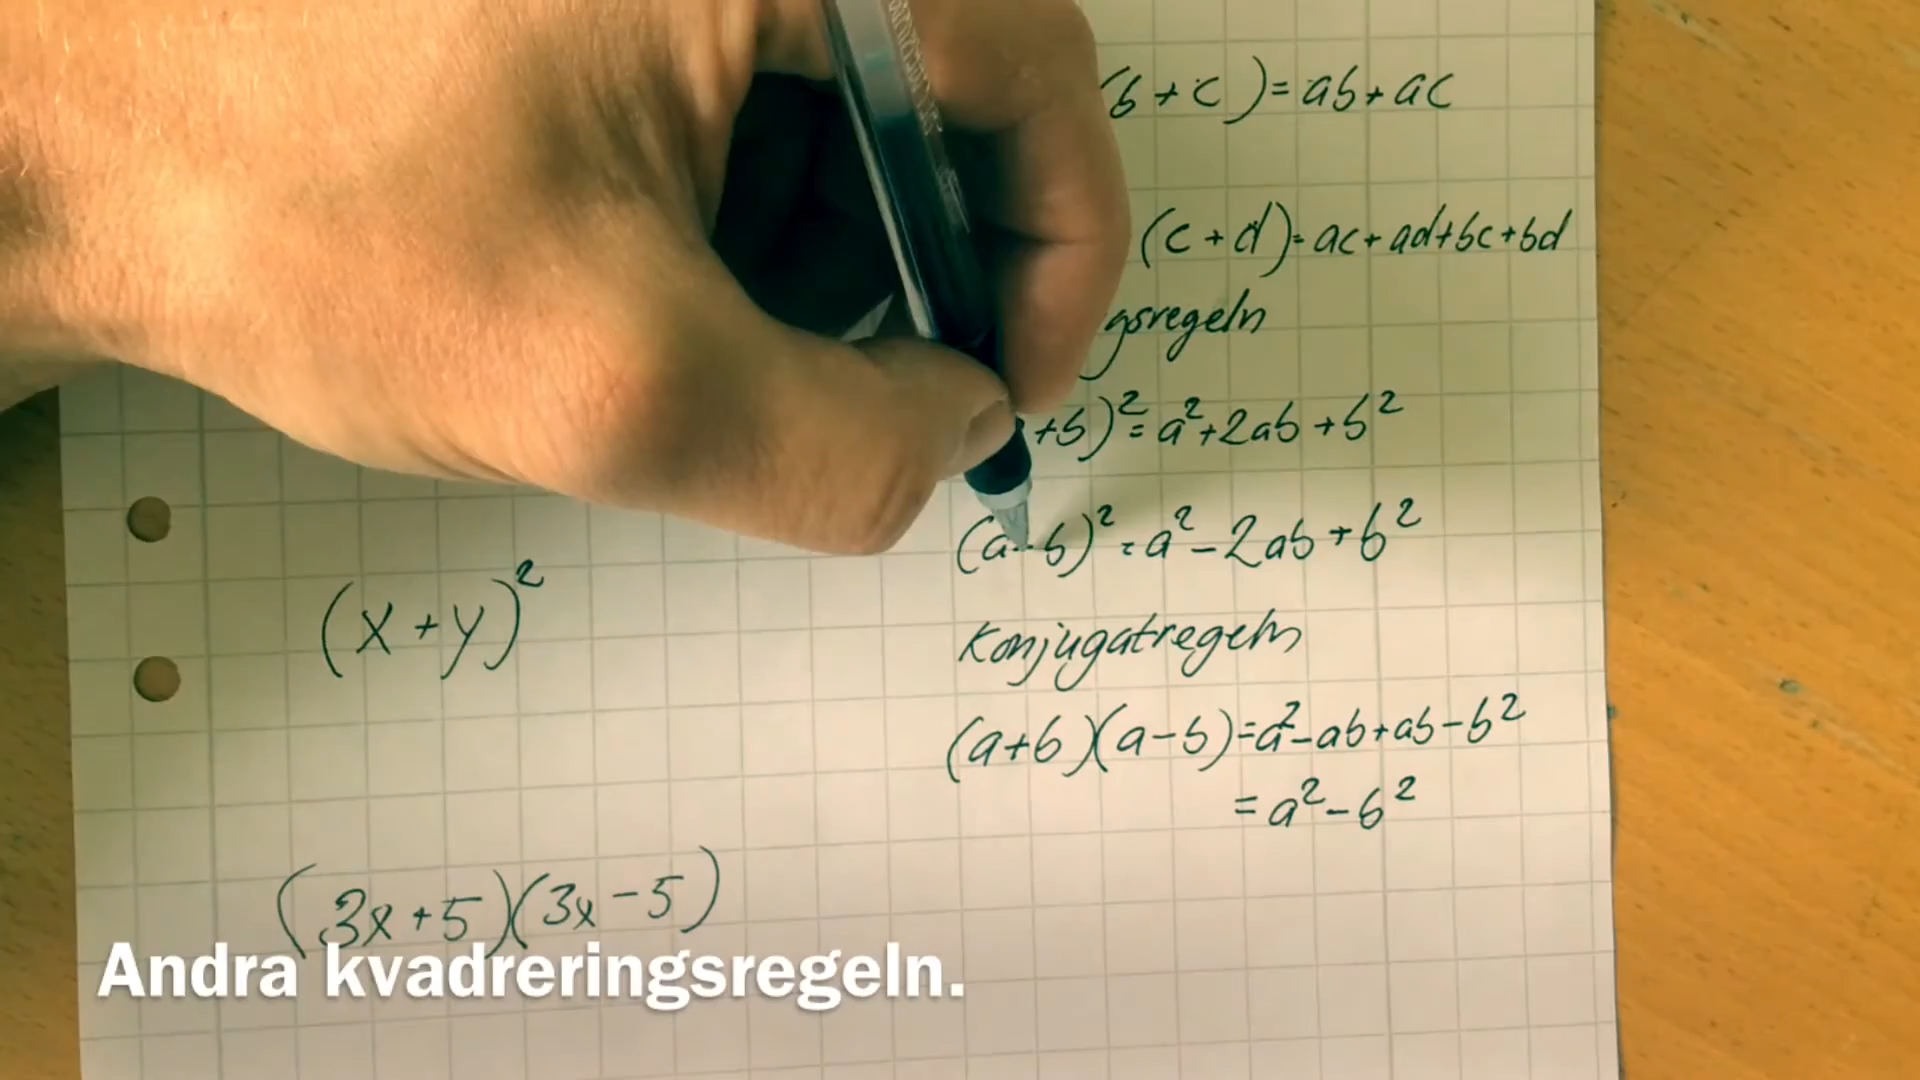 (b+c)=ab+ac
(c+d)=ac+ad+bc+bd
gsregeln
+b)²=a²+2ab+b²
(a-b)²=a²-2ab+b²
(x+y)²
Konjugatregeln
(a+b)(a-b)=a²-ab+ab-b²
=a²-b²
(3x+5)(3x-5)
Andra kvadreringsregeln.